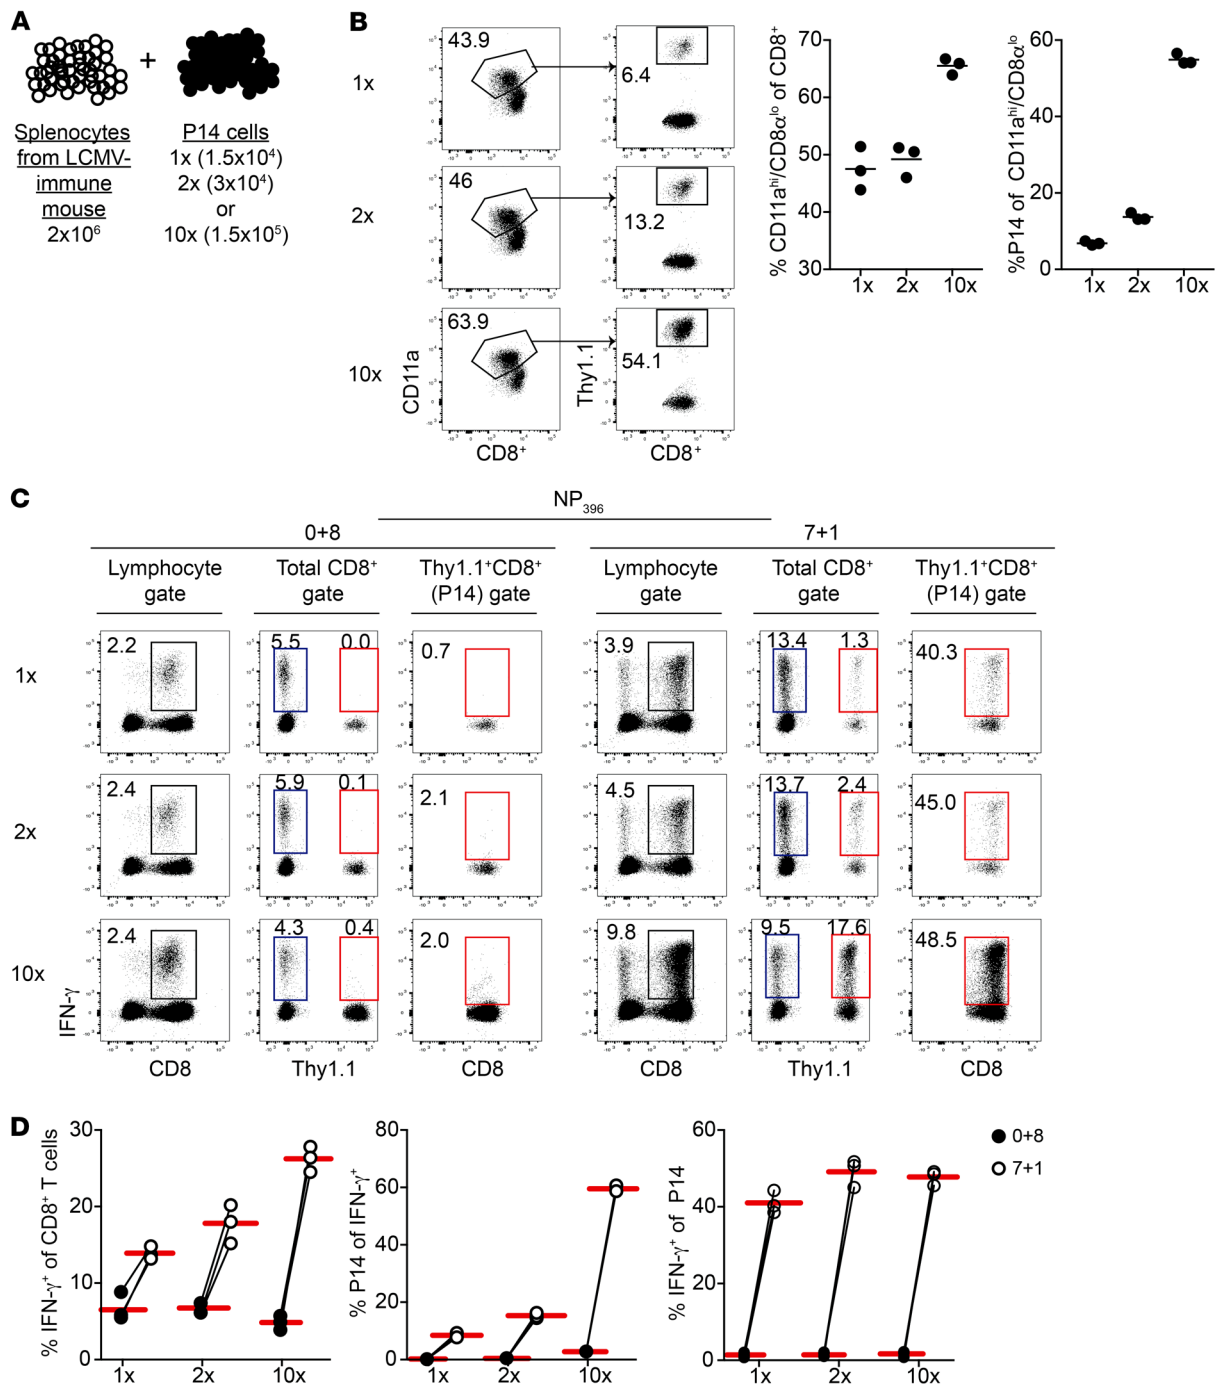 A
+
Splenocytes
from LCMV-
immune
mouse
2x10⁶
P14 cells
1x (1.5x10⁴)
2x (3x10⁴)
or
10x (1.5x10⁵)
B
1x
43.9
6.4
2x
46
13.2
10x
63.9
54.1
CD11a
Thy1.1
CD8⁺
CD8⁺
% CD11aʰⁱ/CD8αˡᵒ of CD8⁺
70
60
50
40
30
1x 2x 10x
%P14 of CD11aʰⁱ/CD8αˡᵒ
60
40
20
0
1x 2x 10x
C
NP₃₉₆
0+8
7+1
Lymphocyte
gate
Total CD8⁺
gate
Thy1.1⁺CD8⁺
(P14) gate
Lymphocyte
gate
Total CD8⁺
gate
Thy1.1⁺CD8⁺
(P14) gate
1x
2.2
5.5 0.0
0.7
3.9
13.4 1.3
40.3
2x
2.4
5.9 0.1
2.1
4.5
13.7 2.4
45.0
10x
2.4
4.3 0.4
2.0
9.8
9.5 17.6
48.5
IFN-γ
CD8
Thy1.1
CD8
CD8
Thy1.1
CD8
D
% IFN-γ⁺ of CD8⁺ T cells
30
20
10
0
1x 2x 10x
% P14 of IFN-γ⁺
80
60
40
20
0
1x 2x 10x
% IFN-γ⁺ of P14
60
40
20
0
1x 2x 10x
0+8
7+1